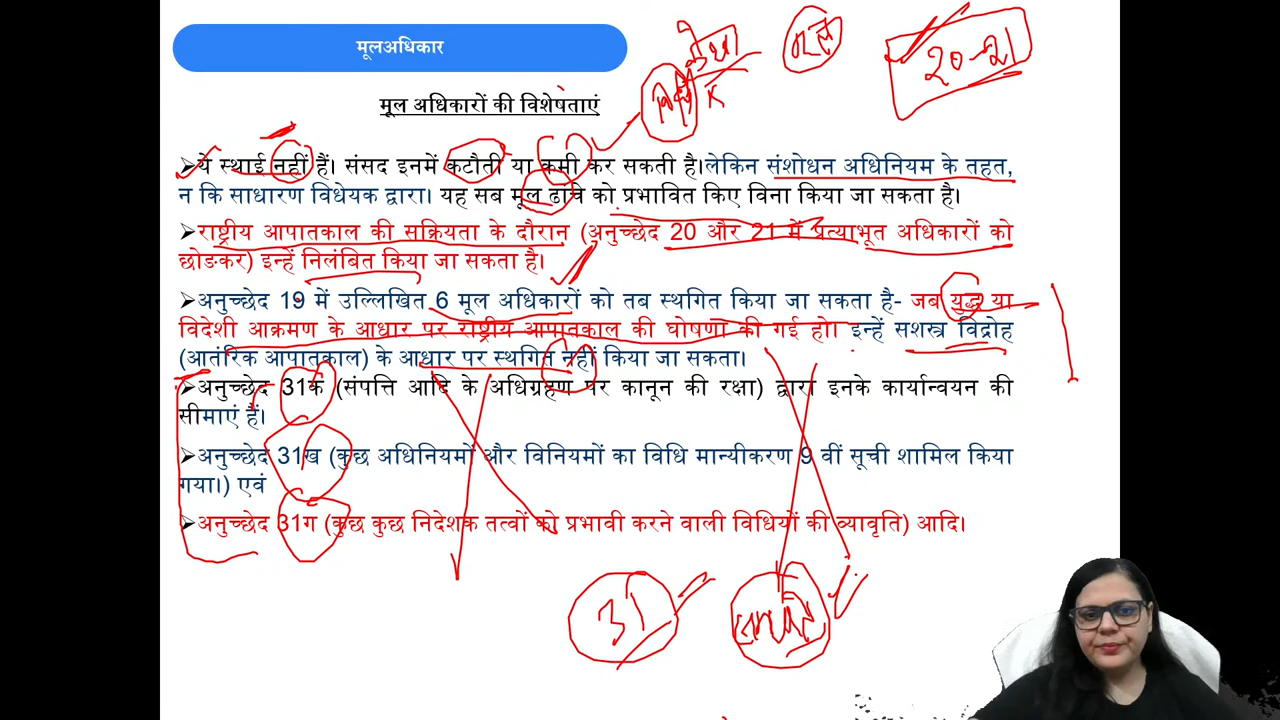 मूलअधिकार
मूल अधिकारों की विशेषताएं
20-21
➢ये स्थाई नहीं हैं। संसद इनमें कटौती या कमी कर सकती है।लेकिन संशोधन अधिनियम के तहत,
न कि साधारण विधेयक द्वारा। यह सब मूल ढांचे को प्रभावित किए विना किया जा सकता है।
➢राष्ट्रीय आपातकाल की सक्रियता के दौरान (अनुच्छेद 20 और 21 में प्रत्याभूत अधिकारों को
छोडकर) इन्हें निलंबित किया जा सकता है।
➢अनुच्छेद 19 में उल्लिखित 6 मूल अधिकारों को तब स्थगित किया जा सकता है- जब युद्ध या
विदेशी आक्रमण के आधार पर राष्ट्रीय आपातकाल की घोषणा की गई हो। इन्हें सशस्त्र विद्रोह
(आतंरिक आपातकाल) के आधार पर स्थगित नहीं किया जा सकता।
➢अनुच्छेद 31क (संपत्ति आदि के अधिग्रहण पर कानून की रक्षा) द्वारा इनके कार्यान्वयन की
सीमाएं हैं।
➢अनुच्छेद 31ख (कुछ अधिनियमों और विनियमों का विधि मान्यीकरण 9 वीं सूची शामिल किया
गया।) एवं
➢अनुच्छेद 31ग (कुछ कुछ निदेशक तत्वों को प्रभावी करने वाली विधियों की व्यावृति) आदि।
31